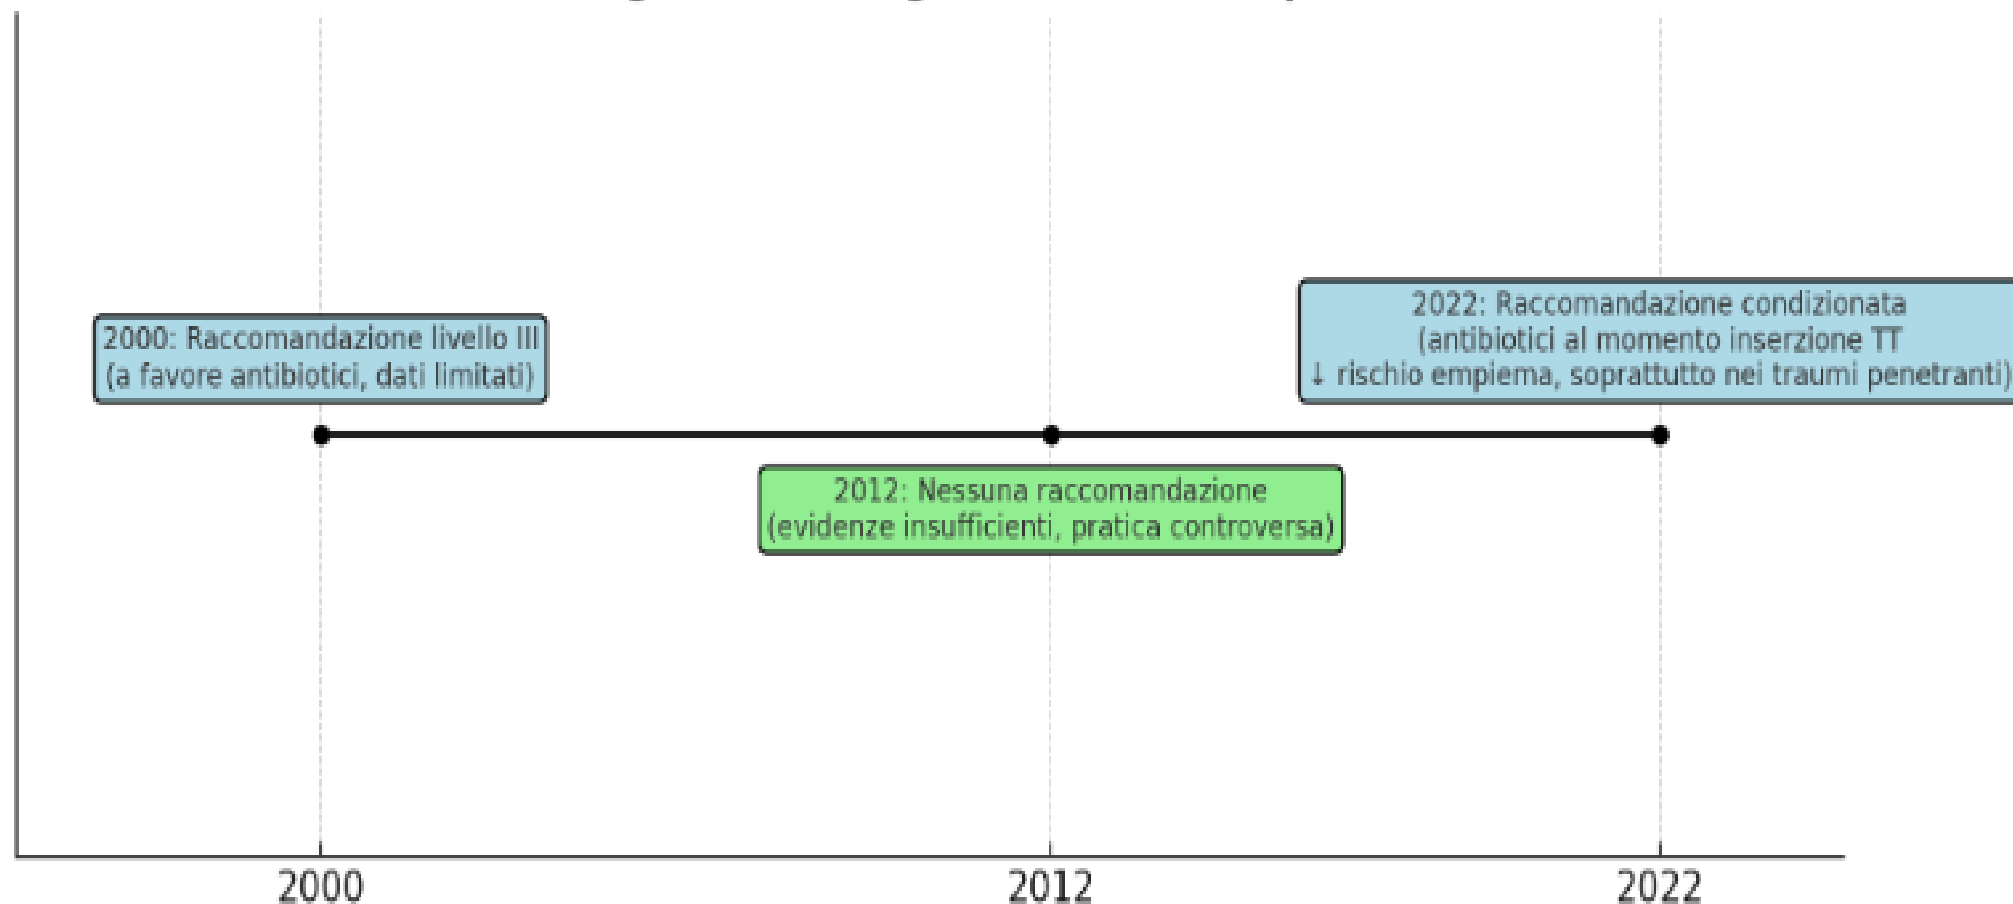 2000: Raccomandazione livello III
(a favore antibiotici, dati limitati)
2022: Raccomandazione condizionata
(antibiotici al momento inserzione TT
↓ rischio empiema, soprattutto nei traumi penetranti)
2012: Nessuna raccomandazione
(evidenze insufficienti, pratica controversa)
2000
2012
2022